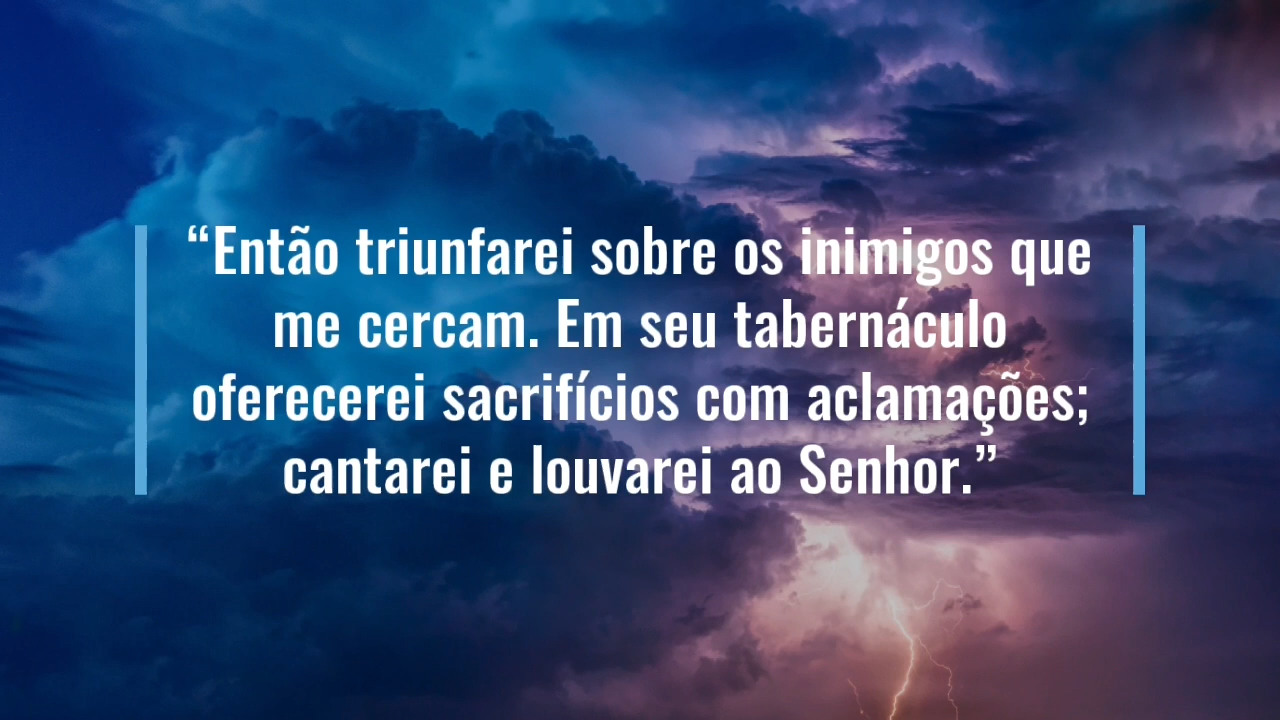 “Então triunfarei sobre os inimigos que
me cercam. Em seu tabernáculo
oferecerei sacrifícios com aclamações;
cantarei e louvarei ao Senhor.”